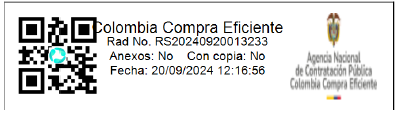 Colombia Compra Eficiente
Rad No. RS20240920013233
Anexos: No Con copia: No
Fecha: 20/09/2024 12:16:56
Agencia Nacional
de Contratación Pública
Colombia Compra Eficiente